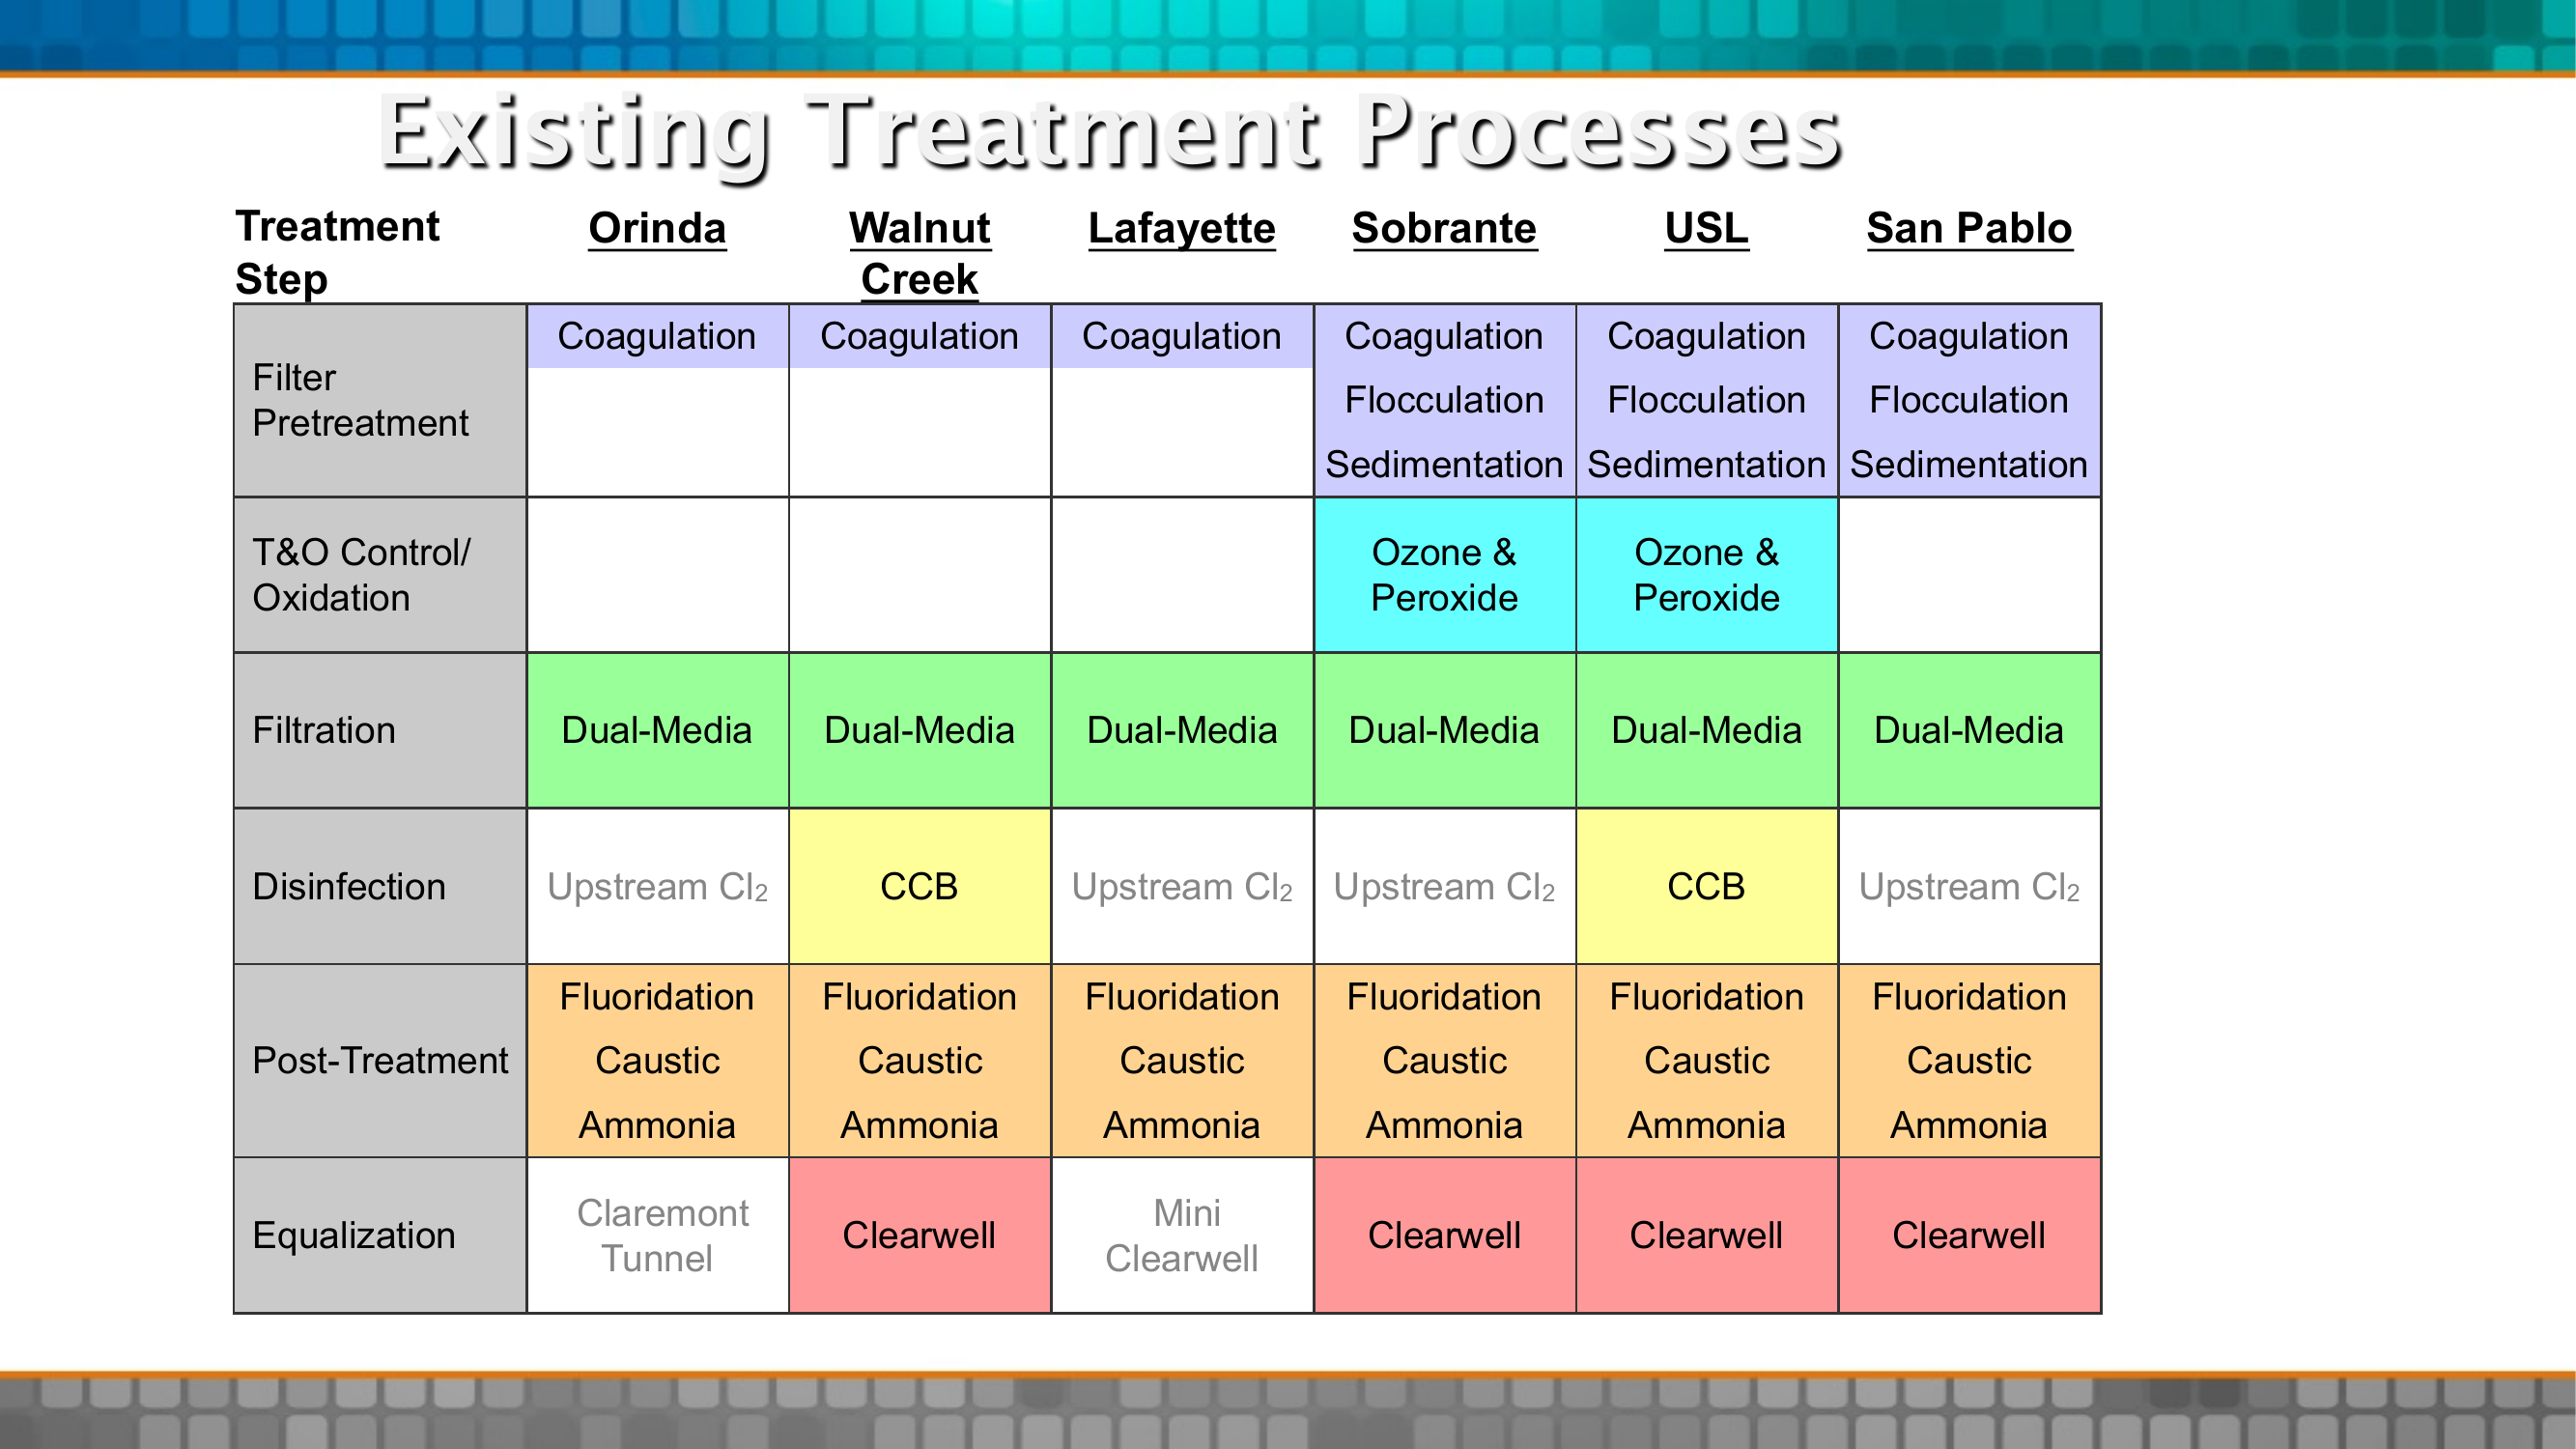 Existing Treatment Processes
Treatment Step Orinda Walnut Creek Lafayette Sobrante USL San Pablo
Filter Pretreatment
Coagulation Coagulation Coagulation Coagulation Coagulation Coagulation
Flocculation Flocculation Flocculation
Sedimentation Sedimentation Sedimentation
T&O Control/ Oxidation
Ozone & Peroxide Ozone & Peroxide
Filtration Dual-Media Dual-Media Dual-Media Dual-Media Dual-Media Dual-Media
Disinfection Upstream Cl₂ CCB Upstream Cl₂ Upstream Cl₂ CCB Upstream Cl₂
Post-Treatment
Fluoridation Fluoridation Fluoridation Fluoridation Fluoridation Fluoridation
Caustic Caustic Caustic Caustic Caustic Caustic
Ammonia Ammonia Ammonia Ammonia Ammonia Ammonia
Equalization Claremont Tunnel Clearwell Mini Clearwell Clearwell Clearwell Clearwell